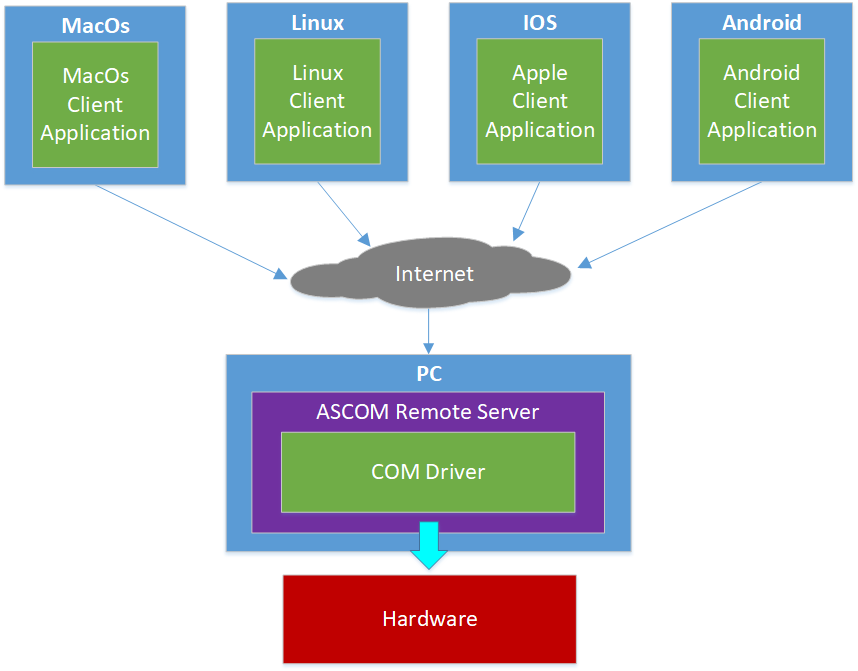 MacOs
MacOs
Client
Application
Linux
Linux
Client
Application
IOS
Apple
Client
Application
Android
Android
Client
Application
Internet
PC
ASCOM Remote Server
COM Driver
Hardware